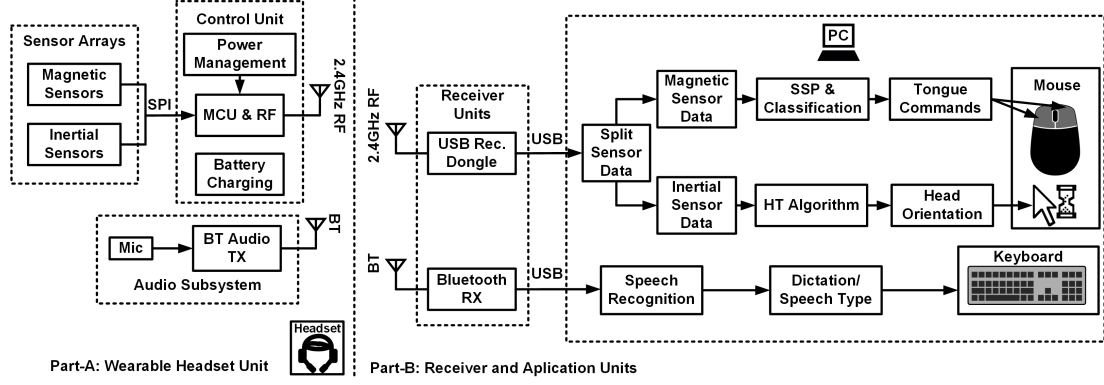 Sensor Arrays
Magnetic
Sensors
Inertial
Sensors
SPI
Control Unit
Power
Management
MCU & RF
Battery
Charging
2.4GHz RF
Mic
BT Audio
TX
BT
Audio Subsystem
Headset
Part-A: Wearable Headset Unit
2.4GHz RF
BT
Receiver
Units
USB Rec.
Dongle
Bluetooth
RX
USB
USB
PC
Split
Sensor
Data
Magnetic
Sensor
Data
SSP &
Classification
Tongue
Commands
Mouse
Inertial
Sensor
Data
HT Algorithm
Head
Orientation
Speech
Recognition
Dictation/
Speech Type
Keyboard
Part-B: Receiver and Aplication Units